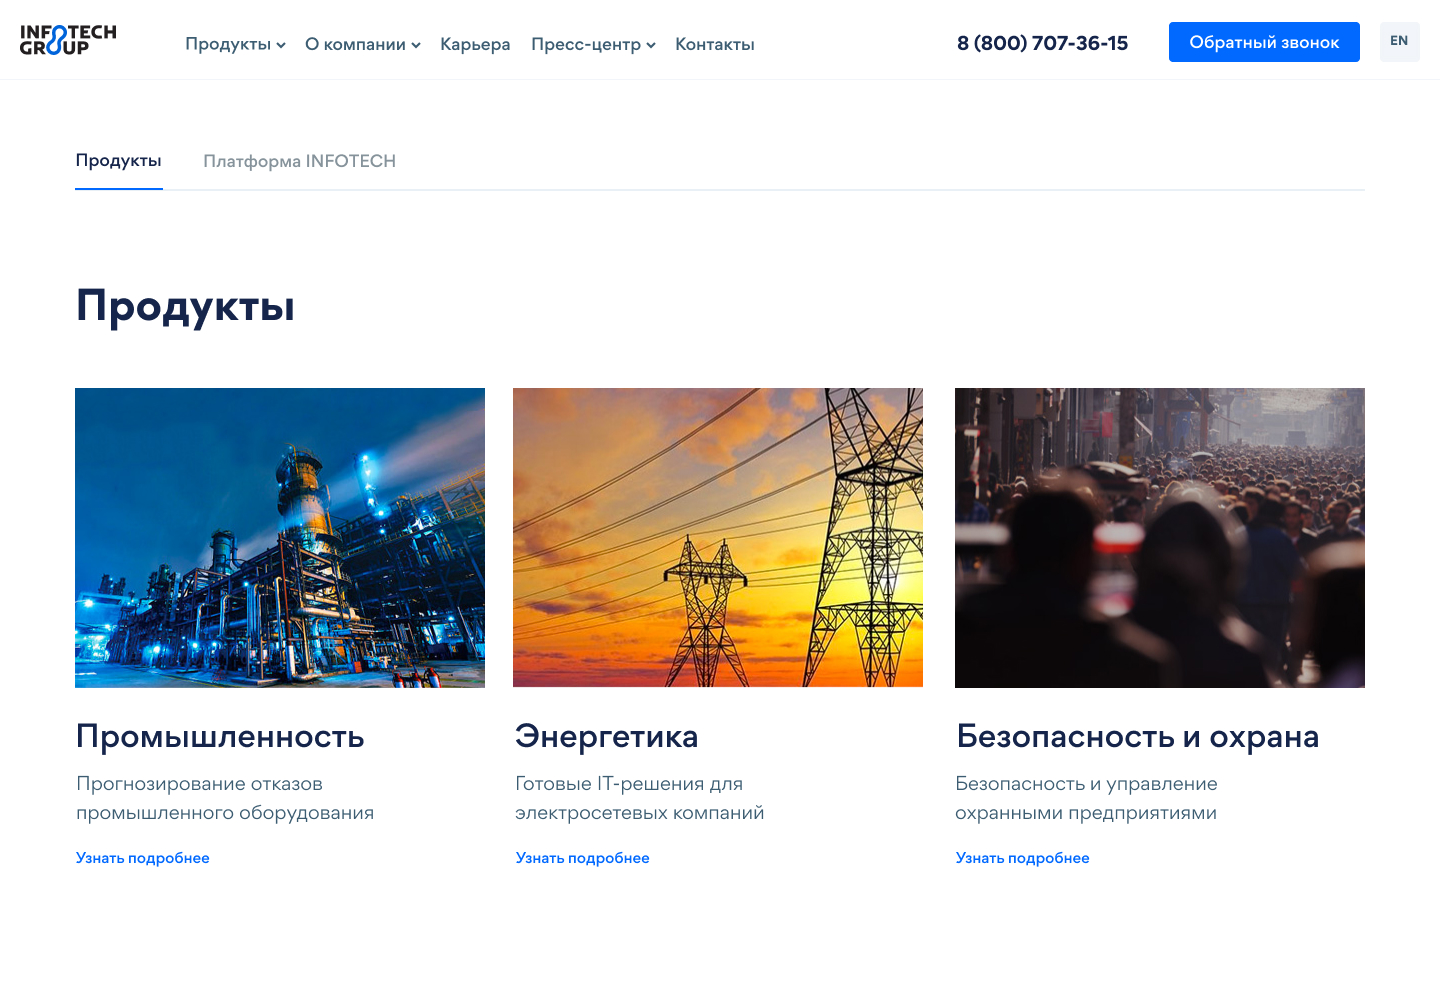 INFOTECH
GROUP
Продукты О компании Карьера Пресс-центр Контакты 8 (800) 707-36-15 Обратный звонок EN
Продукты Платформа INFOTECH
Продукты
Промышленность
Прогнозирование отказов
промышленного оборудования
Узнать подробнее
Энергетика
Готовые IT-решения для
электросетевых компаний
Узнать подробнее
Безопасность и охрана
Безопасность и управление
охранными предприятиями
Узнать подробнее